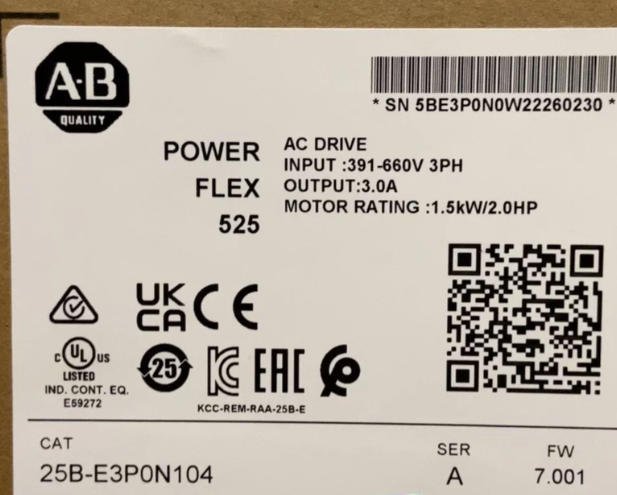 A-B
QUALITY
* SN 5BE3P0N0W22260230 *
POWER
FLEX
525
AC DRIVE
INPUT :391-660V 3PH
OUTPUT:3.0A
MOTOR RATING :1.5kW/2.0HP
UK
CA
CE
C UL US
LISTED
IND. CONT. EQ.
E59272
25
KC
EAC
KCC-REM-RAA-25B-E
CAT
25B-E3P0N104
SER
A
FW
7.001